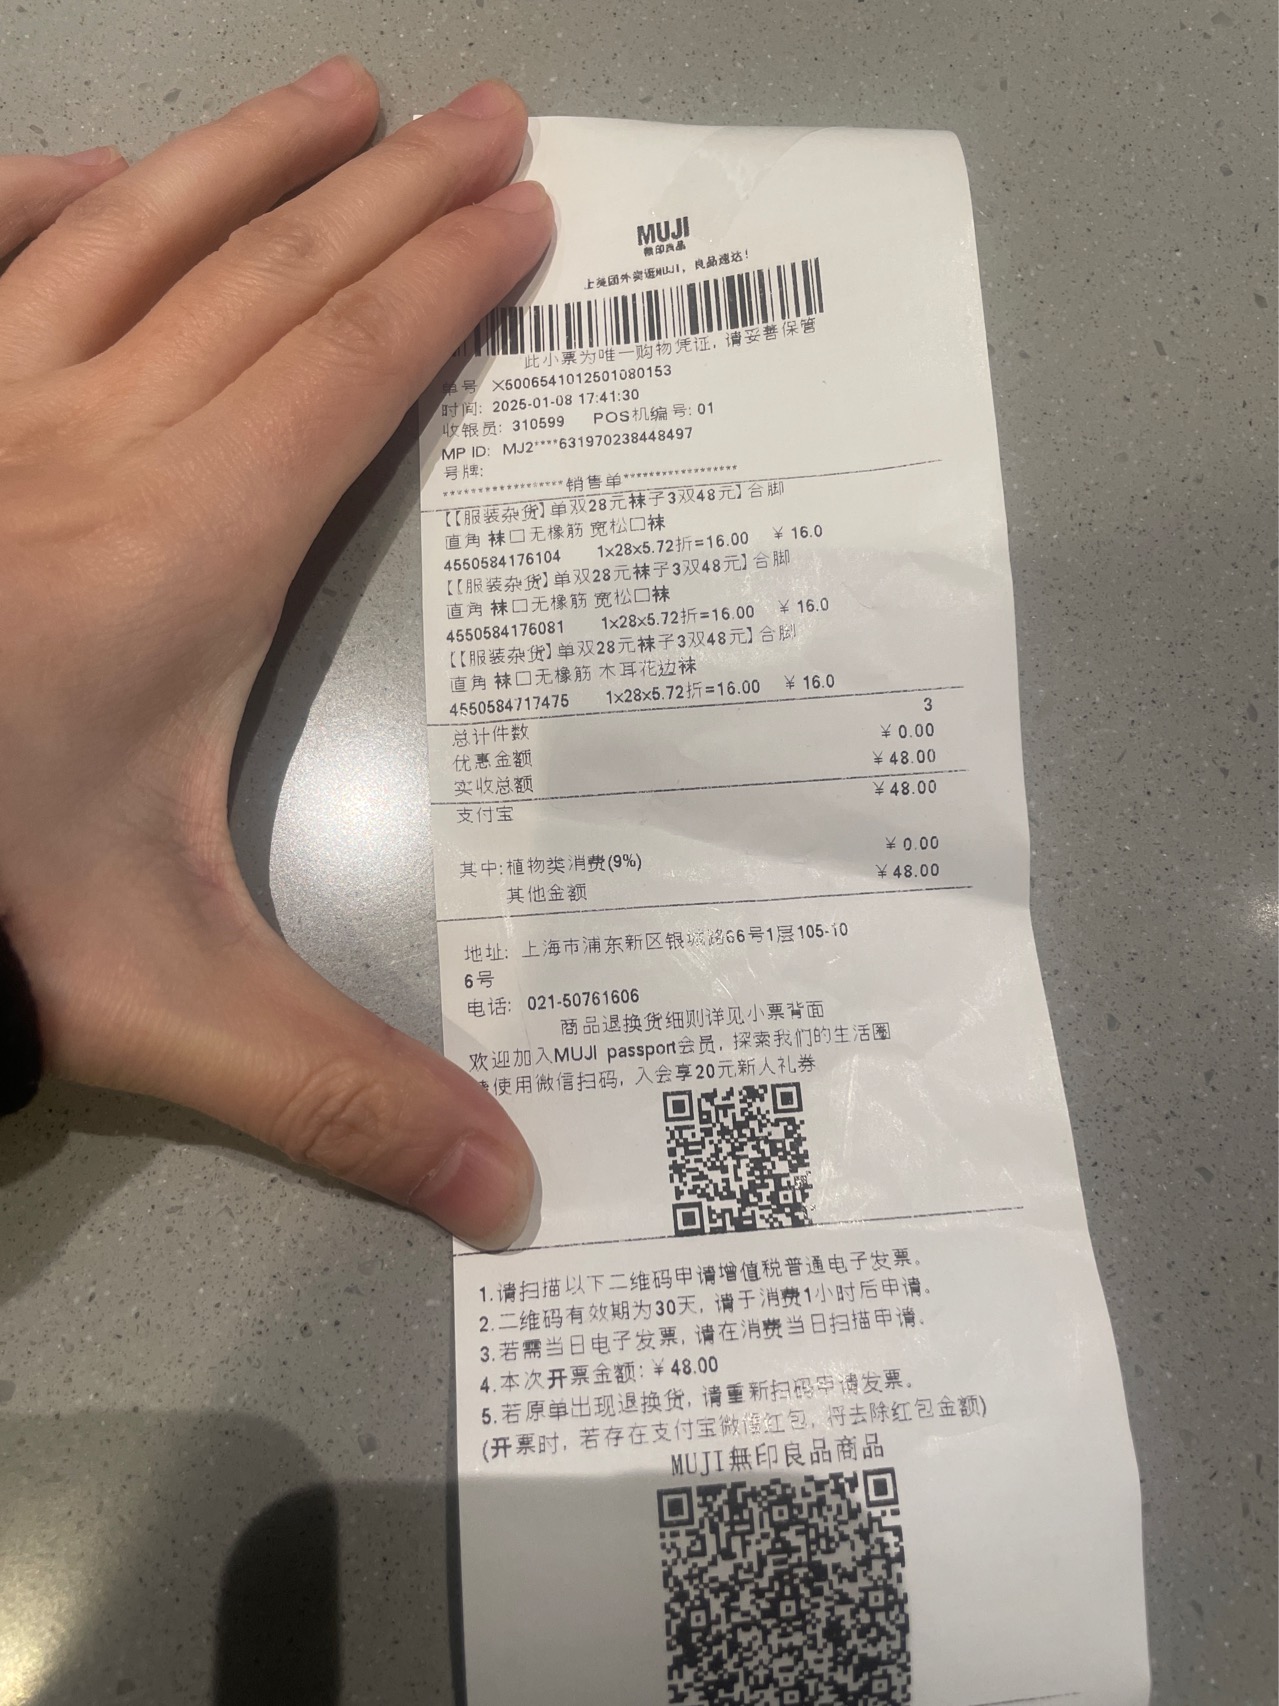 MUJI
無印良品
上美团外卖逛MUJI，良品速达！
此小票为唯一购物凭证，请妥善保管
单号 X5006541012501080153
时间: 2025-01-08 17:41:30
收银员: 310599 POS机编号: 01
MP ID: MJ2****631970238448497
号牌:
******************销售单*****************
【【服装杂货】单双28元袜子3双48元】合脚
直角 袜口无橡筋 宽松口袜
4550584176104 1x28x5.72折=16.00 ￥16.0
【【服装杂货】单双28元袜子3双48元】合脚
直角 袜口无橡筋 宽松口袜
4550584176081 1x28x5.72折=16.00 ￥16.0
【【服装杂货】单双28元袜子3双48元】合脚
直角 袜口无橡筋 木耳花边袜
4550584717475 1x28x5.72折=16.00 ￥16.0
总计件数 3
优惠金额 ￥0.00
实收总额 ￥48.00
支付宝 ￥48.00
其中:植物类消费(9%) ￥0.00
其他金额 ￥48.00
地址: 上海市浦东新区银城路66号1层105-10
6号
电话: 021-50761606
商品退换货细则详见小票背面
欢迎加入MUJI passport会员，探索我们的生活圈
请使用微信扫码，入会享20元新人礼券
1.请扫描以下二维码申请增值税普通电子发票。
2.二维码有效期为30天，请于消费1小时后申请。
3.若需当日电子发票，请在消费当日扫描申请.
4.本次开票金额:￥48.00
5.若原单出现退换货，请重新扫码申请发票。
(开票时，若存在支付宝微信红包，将去除红包金额)
MUJI無印良品商品